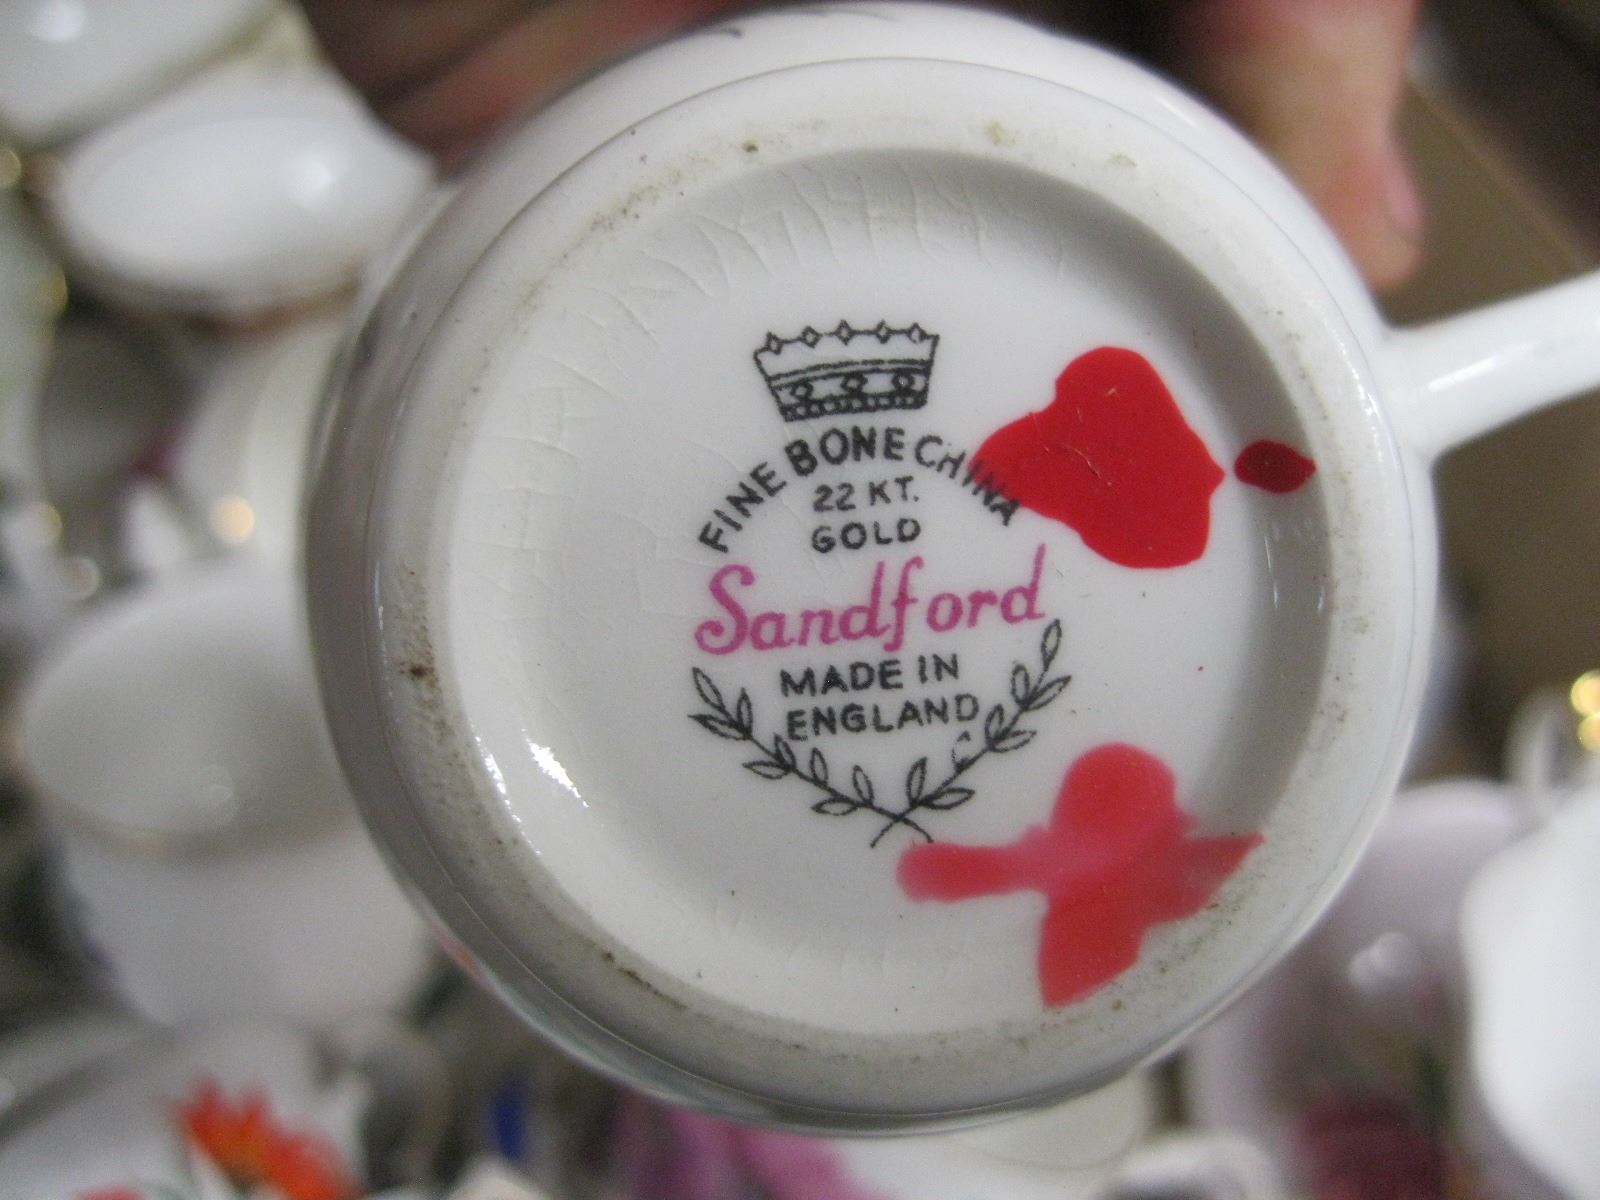 FINE BONE CHINA
22 KT.
GOLD
Sandford
MADE IN
ENGLAND